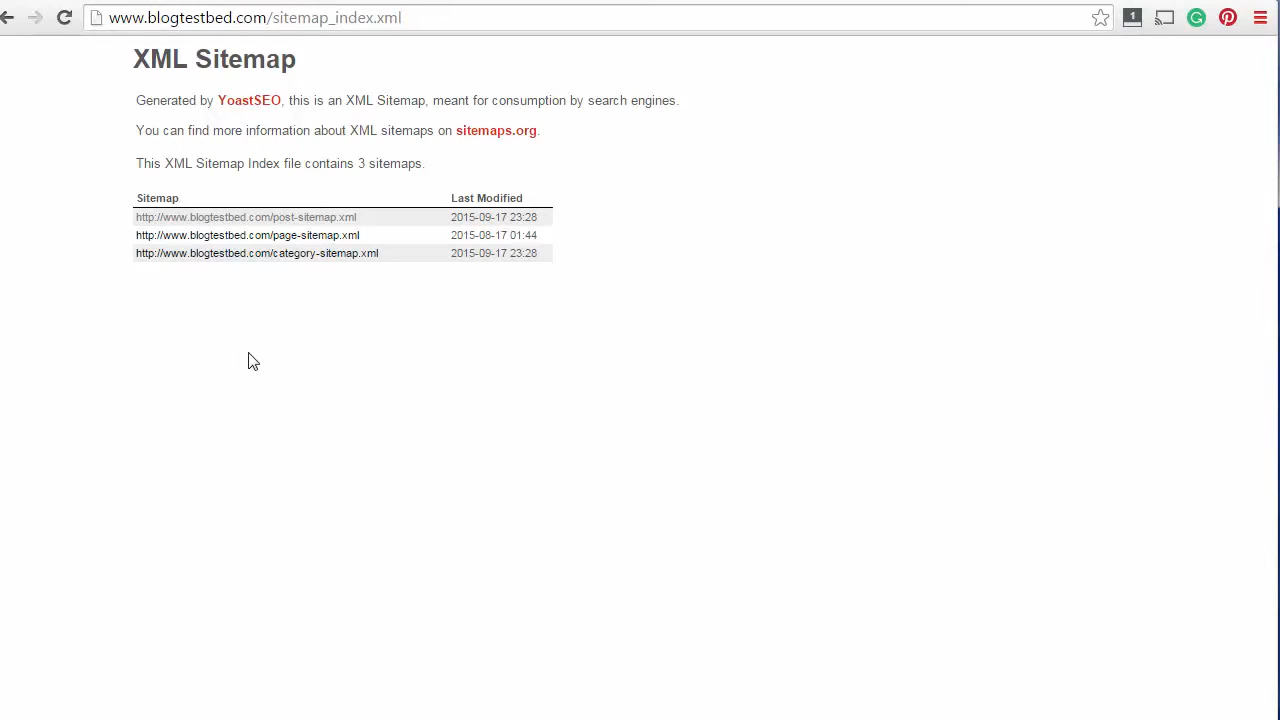 www.blogtestbed.com/sitemap_index.xml
1
XML Sitemap
Generated by YoastSEO, this is an XML Sitemap, meant for consumption by search engines.
You can find more information about XML sitemaps on sitemaps.org.
This XML Sitemap Index file contains 3 sitemaps.
Sitemap Last Modified
http://www.blogtestbed.com/post-sitemap.xml 2015-09-17 23:28
http://www.blogtestbed.com/page-sitemap.xml 2015-08-17 01:44
http://www.blogtestbed.com/category-sitemap.xml 2015-09-17 23:28